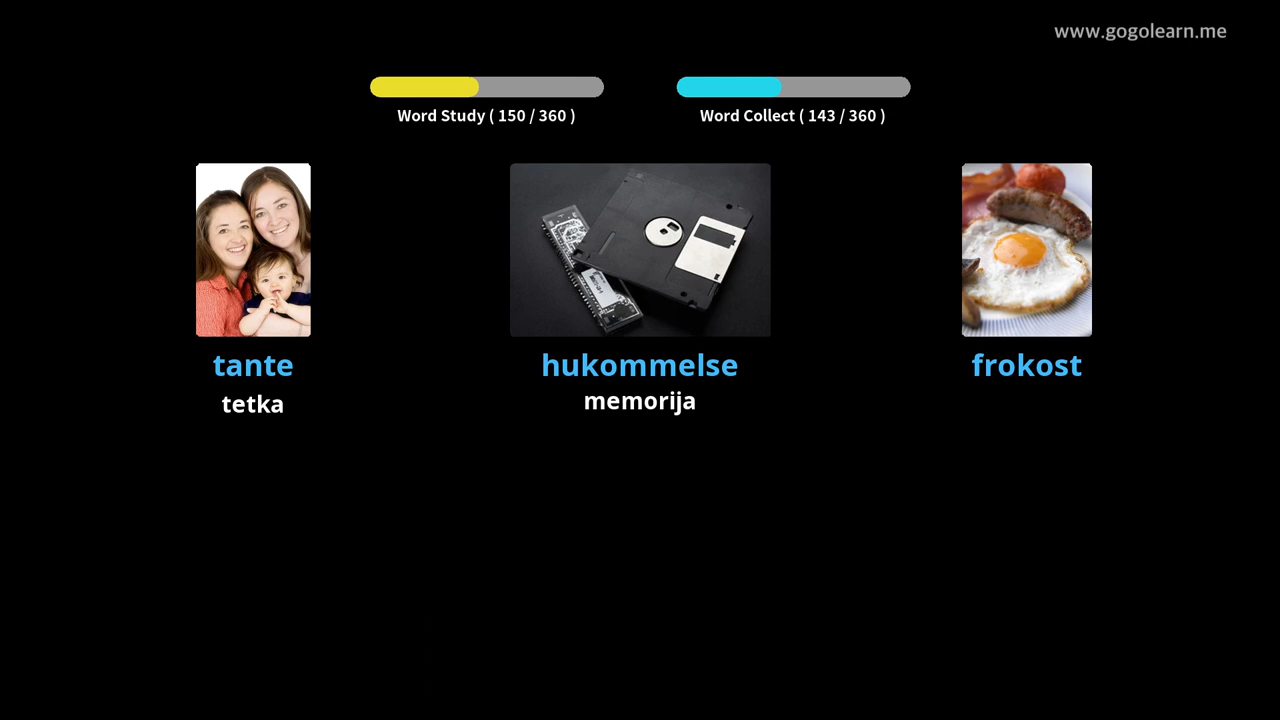 www.gogolearn.me
Word Study ( 150 / 360 )
Word Collect ( 143 / 360 )
tante
tetka
hukommelse
memorija
frokost